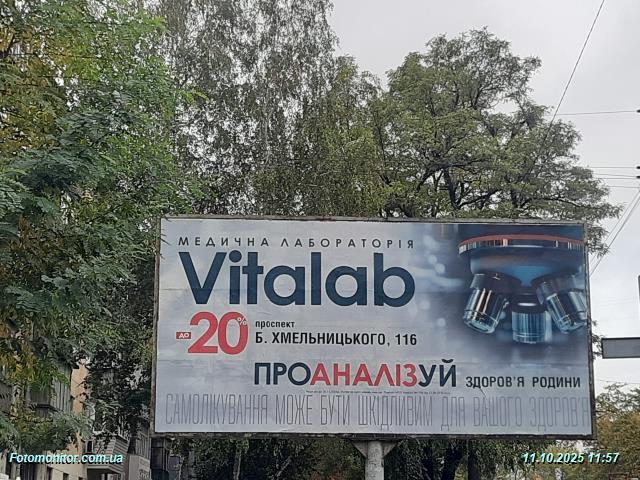 МЕДИЧНА ЛАБОРАТОРІЯ
Vitalab
ДО 20%
проспект
Б. ХМЕЛЬНИЦЬКОГО, 116
ПРОАНАЛІЗУЙ ЗДОРОВ'Я РОДИНИ
САМОЛІКУВАННЯ МОЖЕ БУТИ ШКІДЛИВИМ ДЛЯ ВАШОГО ЗДОРОВ'Я
Fotomonitor.com.ua
11.10.2025 11:57